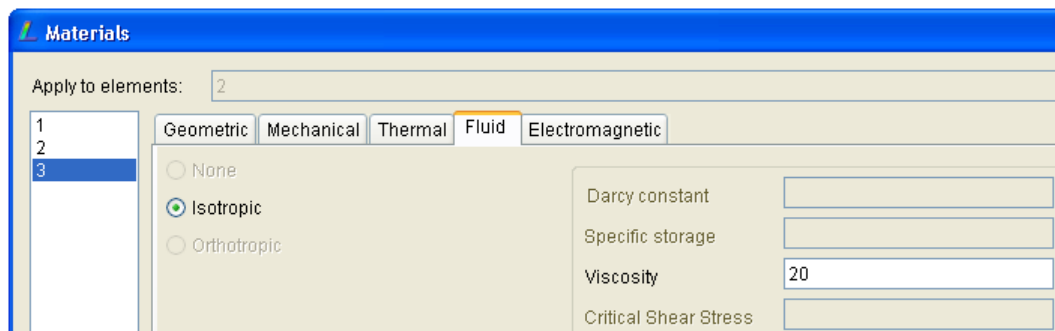 Materials
Apply to elements: 2
1
2
3
Geometric Mechanical Thermal Fluid Electromagnetic
None
Isotropic
Orthotropic
Darcy constant
Specific storage
Viscosity 20
Critical Shear Stress